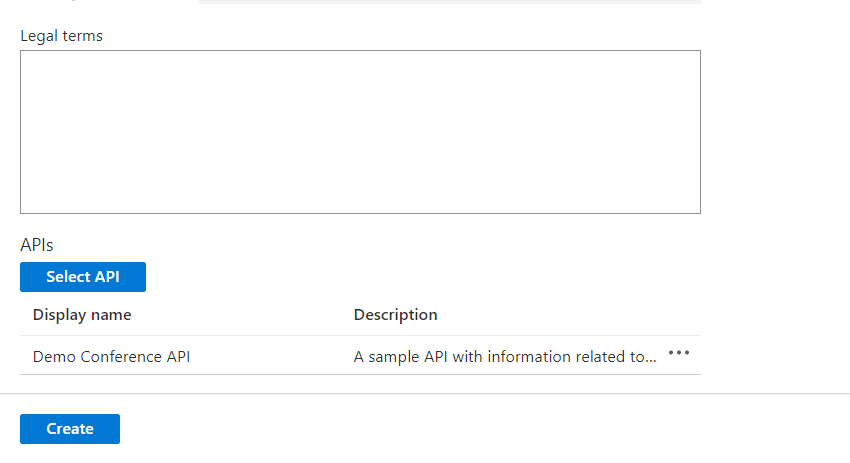 Legal terms
APIs
Select API
Display name Description
Demo Conference API A sample API with information related to...
Create